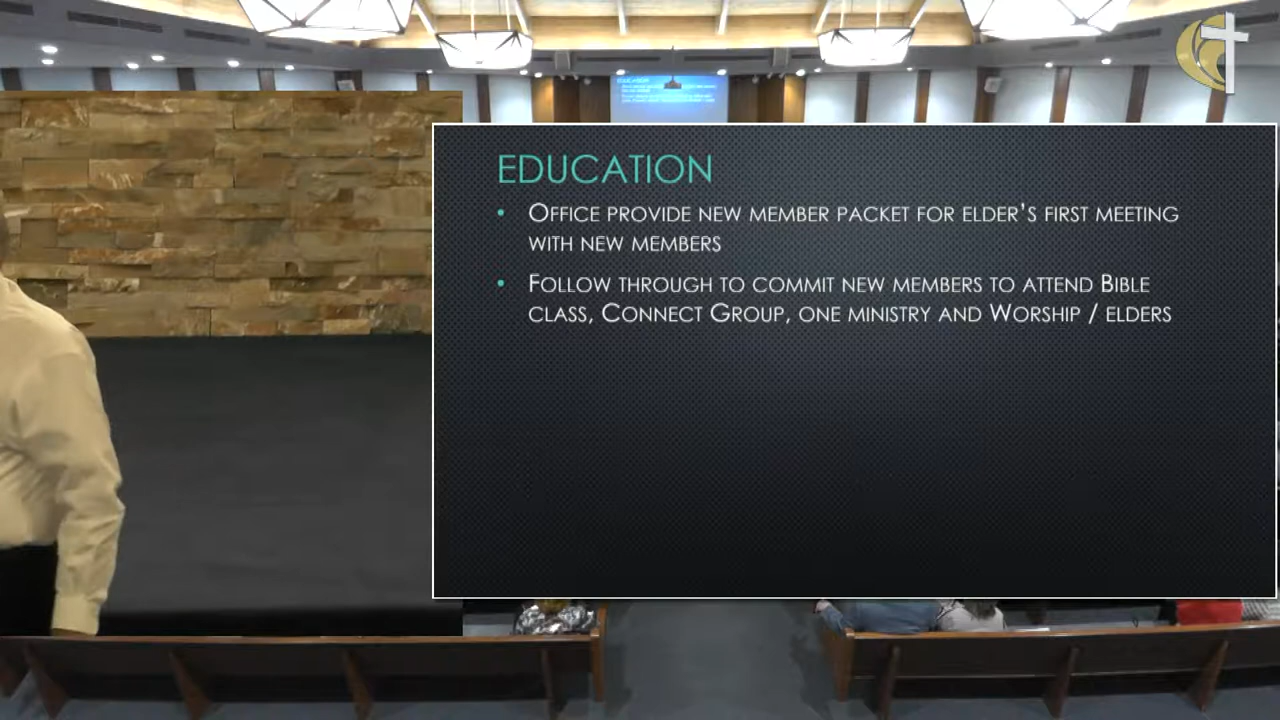 EDUCATION
• Office provide new member packet for elder's first meeting
with new members
• Follow through to commit new members to attend Bible
class, Connect Group, one ministry and Worship / elders